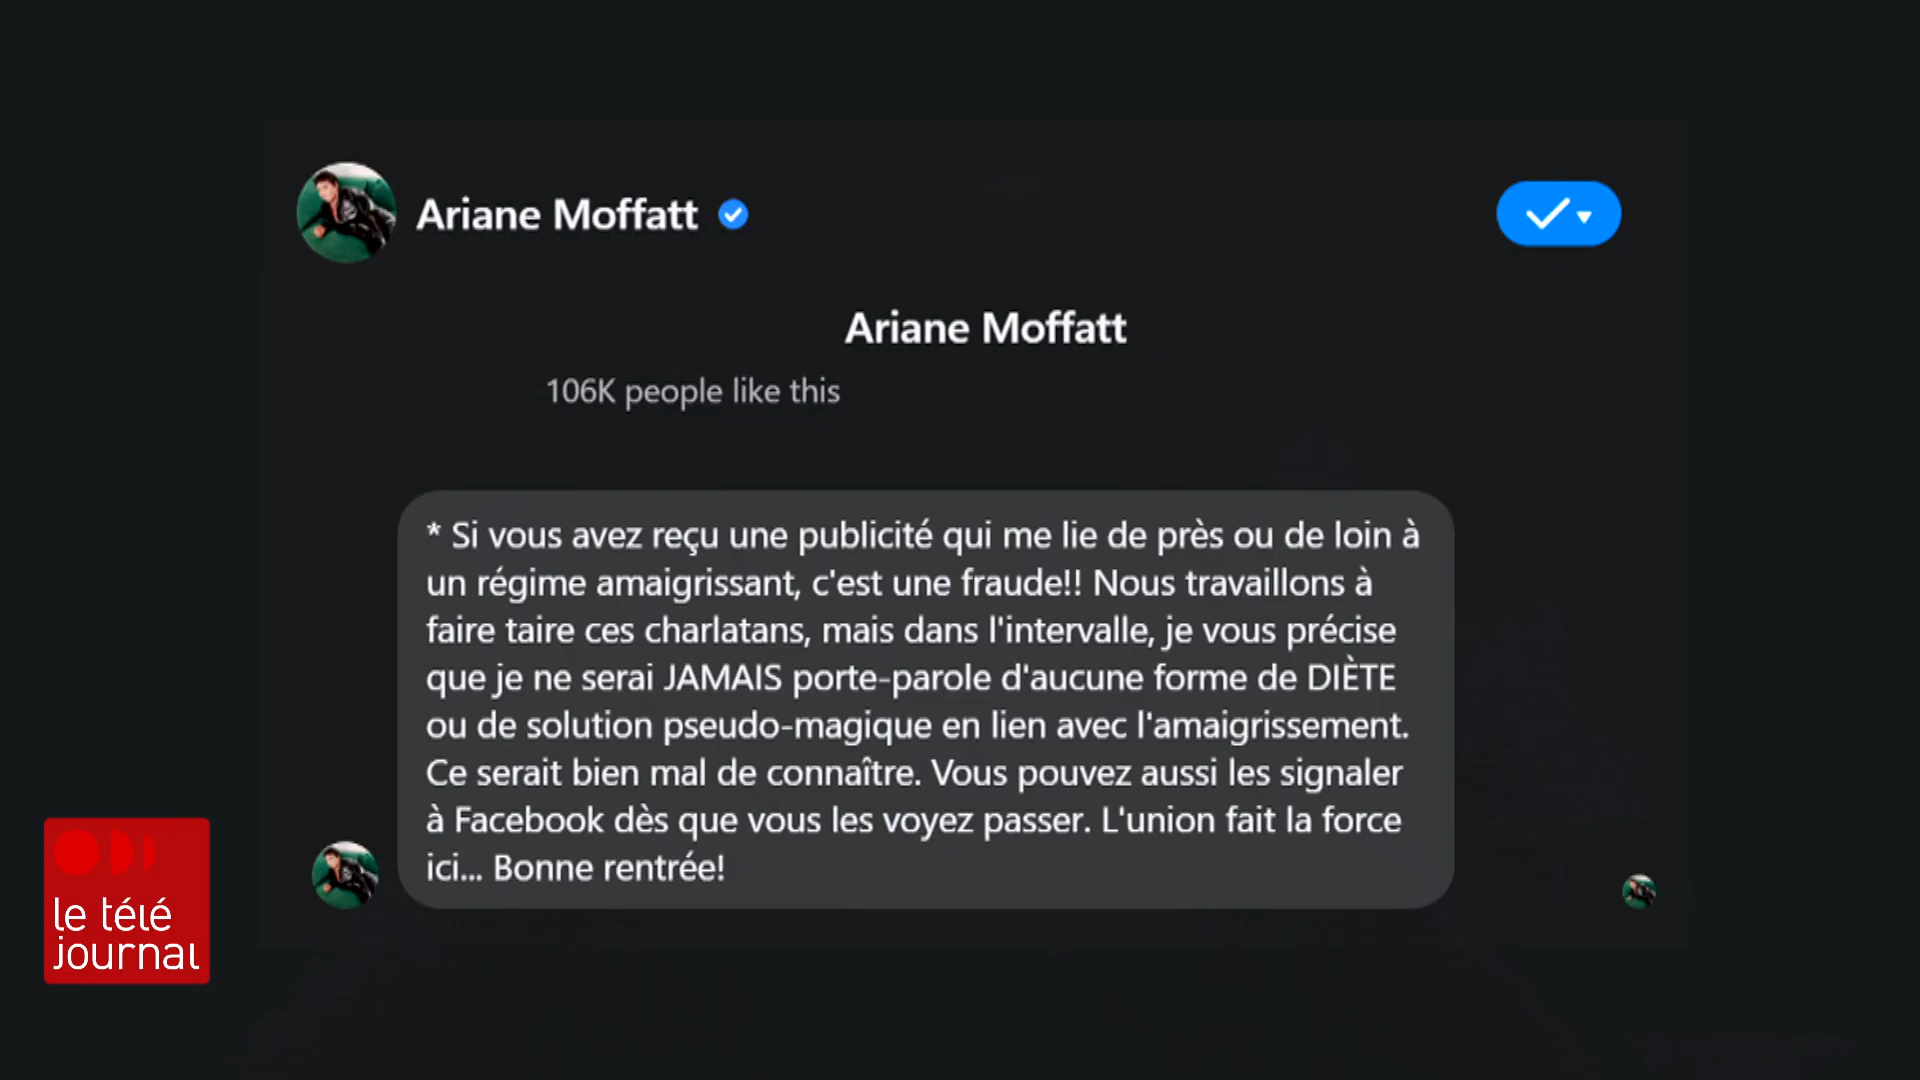 Ariane Moffatt
Ariane Moffatt
106K people like this
* Si vous avez reçu une publicité qui me lie de près ou de loin à
un régime amaigrissant, c'est une fraude!! Nous travaillons à
faire taire ces charlatans, mais dans l'intervalle, je vous précise
que je ne serai JAMAIS porte-parole d'aucune forme de DIÈTE
ou de solution pseudo-magique en lien avec l'amaigrissement.
Ce serait bien mal de connaître. Vous pouvez aussi les signaler
à Facebook dès que vous les voyez passer. L'union fait la force
ici... Bonne rentrée!
le télé
journal